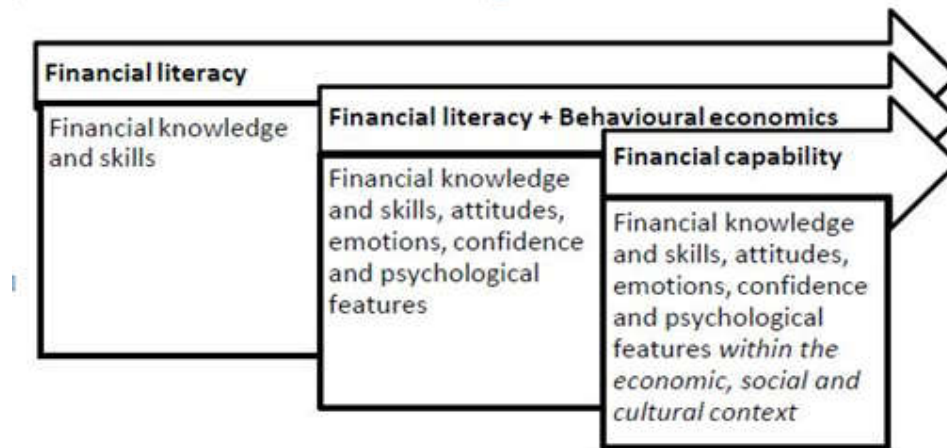 Financial literacy
Financial knowledge
and skills
Financial literacy + Behavioural economics
Financial knowledge
and skills, attitudes,
emotions, confidence
and psychological
features
Financial capability
Financial knowledge
and skills, attitudes,
emotions, confidence
and psychological
features within the
economic, social and
cultural context